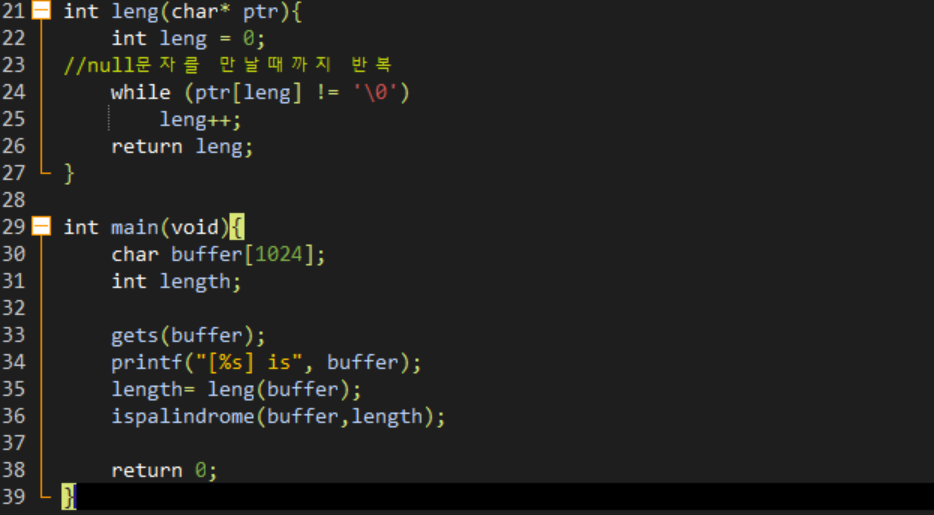 21 int leng(char* ptr){
22 int leng = 0;
23 //null문자를 만날때까지 반복
24 while (ptr[leng] != '\0')
25 leng++;
26 return leng;
27 }
28
29 int main(void){
30 char buffer[1024];
31 int length;
32
33 gets(buffer);
34 printf("[%s] is", buffer);
35 length= leng(buffer);
36 ispalindrome(buffer,length);
37
38 return 0;
39 }